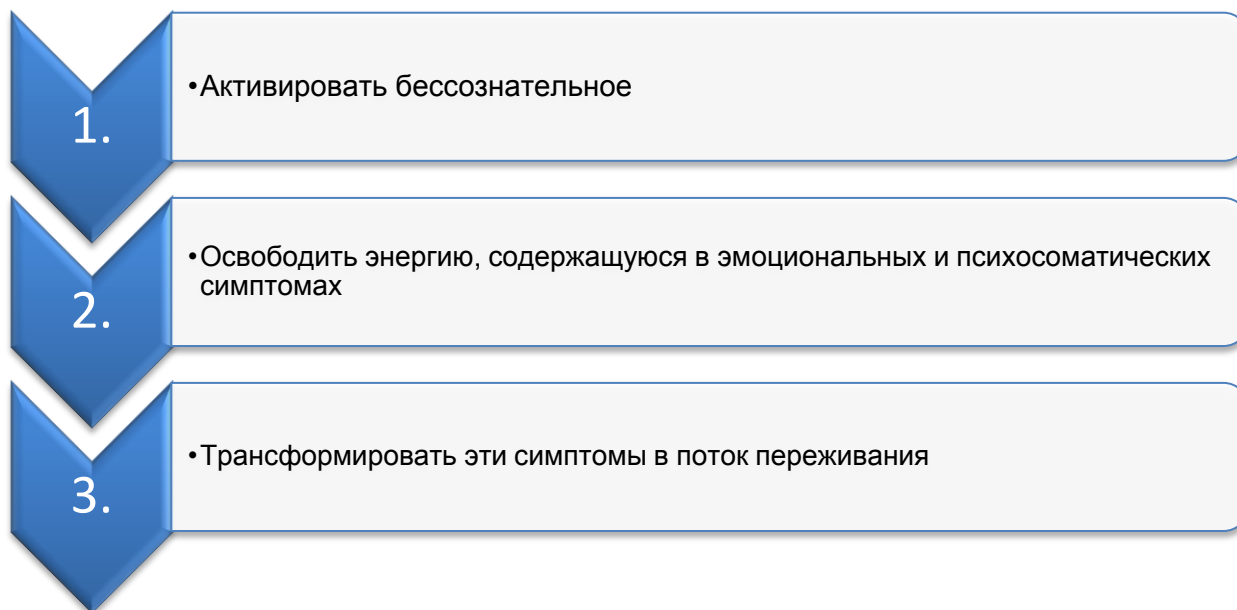 1.
•Активировать бессознательное
2.
•Освободить энергию, содержащуюся в эмоциональных и психосоматических
симптомах
3.
•Трансформировать эти симптомы в поток переживания